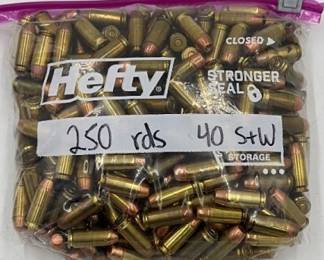 CLOSED
Hefty®
STRONGER
SEAL
250 rds 40 S+W
STORAGE